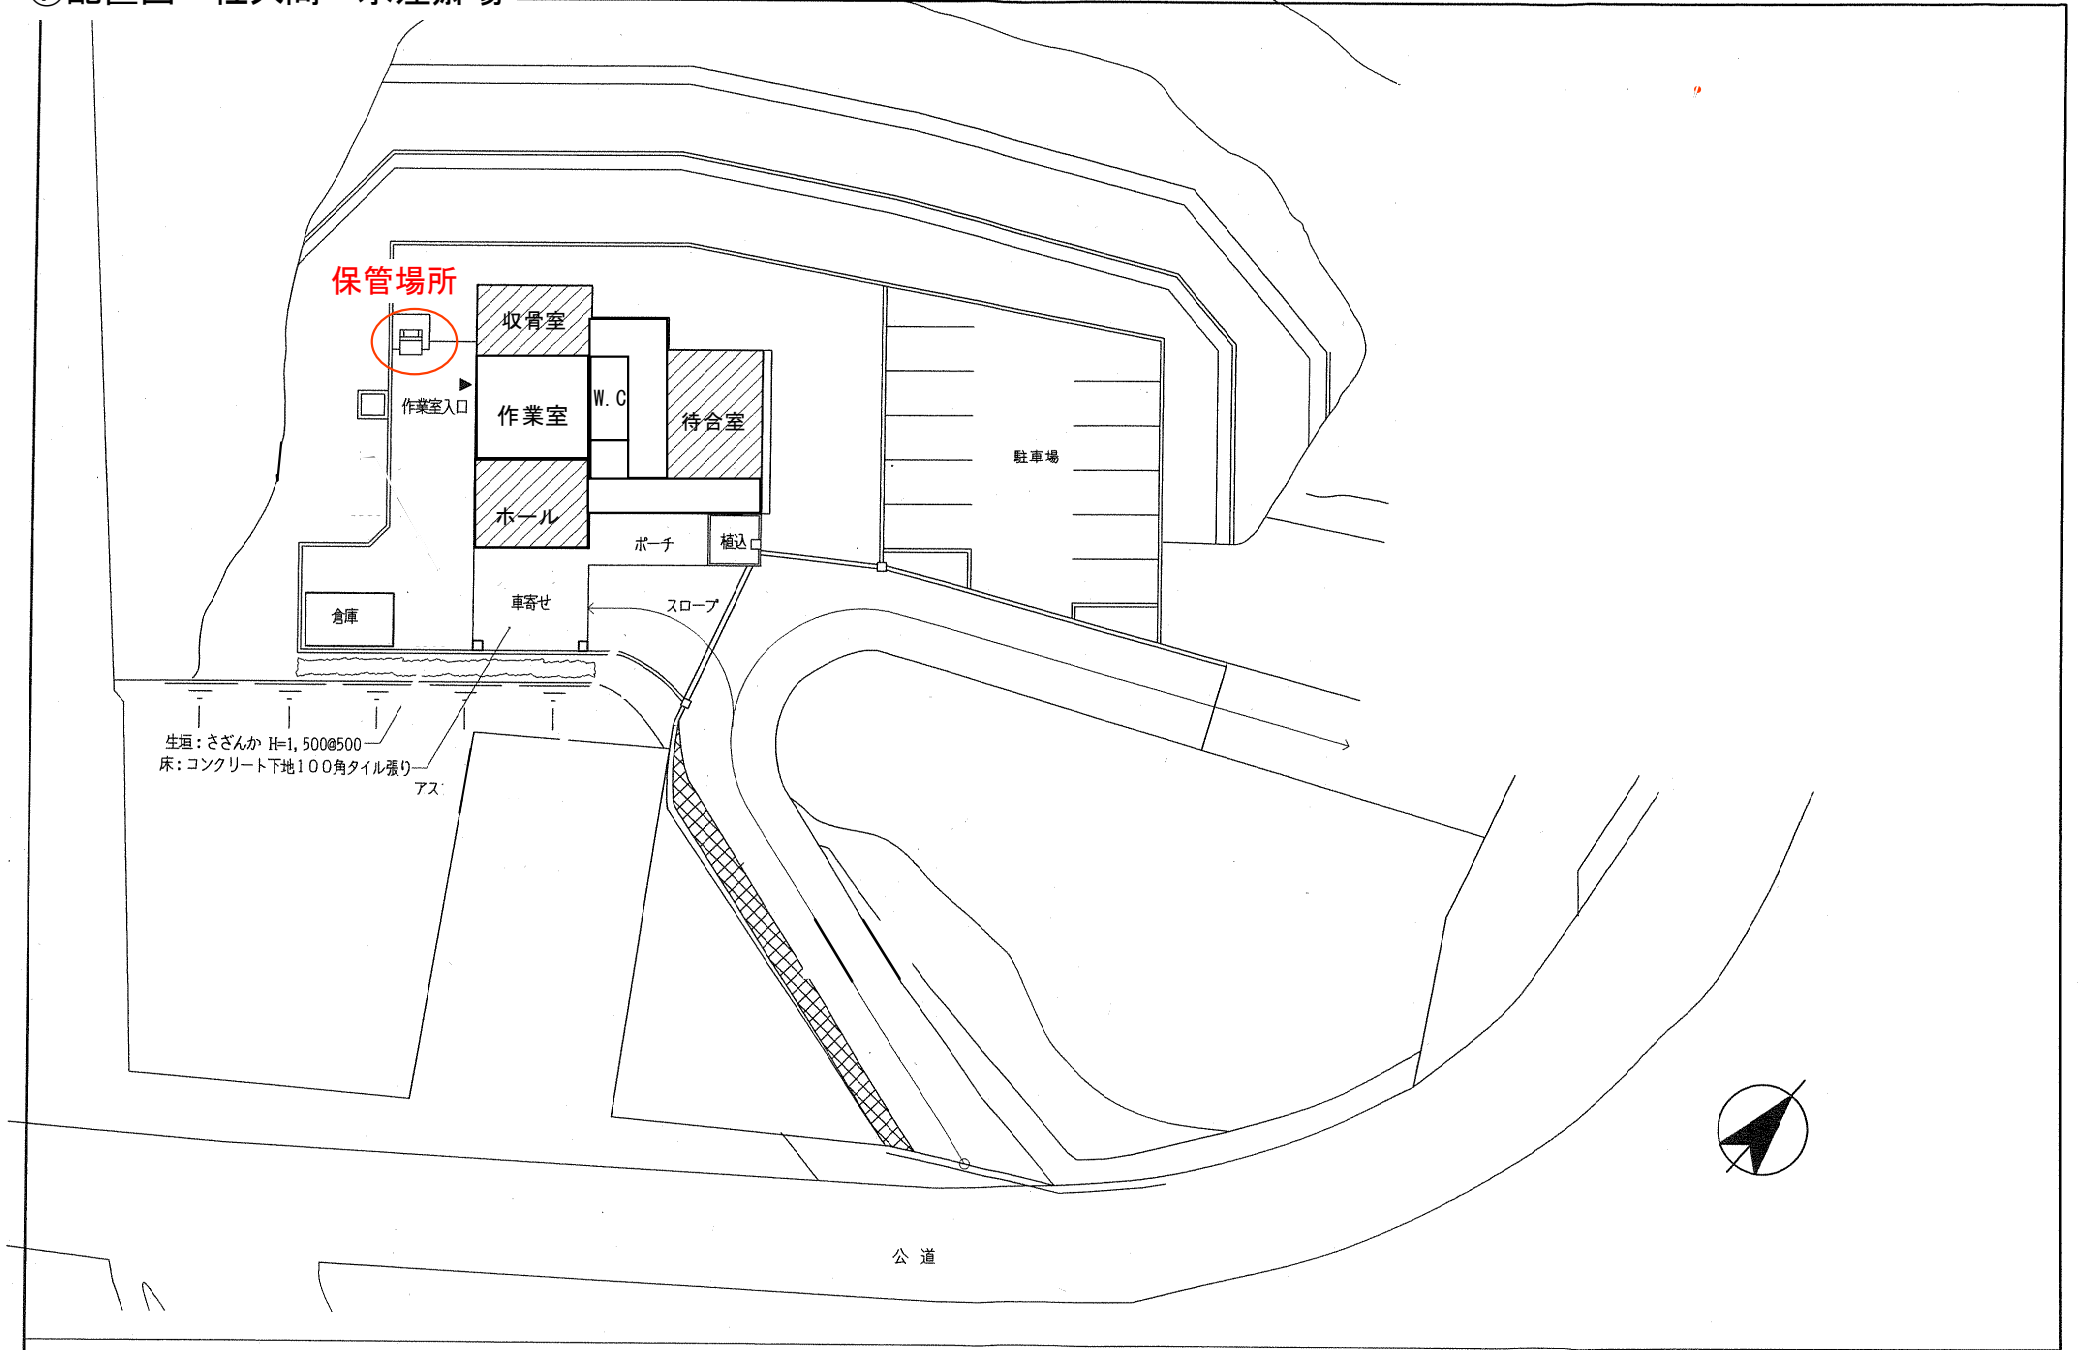 保管場所
収骨室
作業室入口
作業室
W.C
待合室
駐車場
ホール
ポーチ
植込
倉庫
車寄せ
スロープ
生垣：さざんか H=1,500@500
床：コンクリート下地100角タイル張り
アス
公道